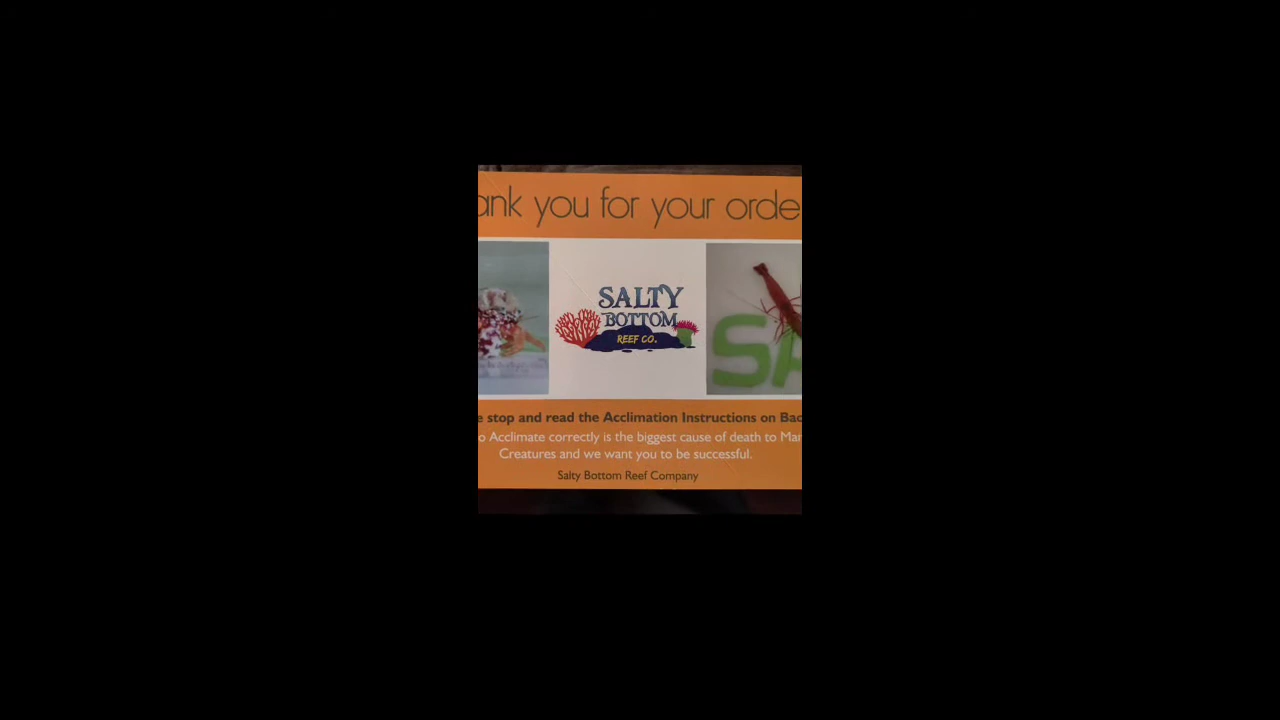 ank you for your orde
SALTY
BOTTOM
REEF CO.
SA
e stop and read the Acclimation Instructions on Bac
o Acclimate correctly is the biggest cause of death to Mar
Creatures and we want you to be successful.
Salty Bottom Reef Company